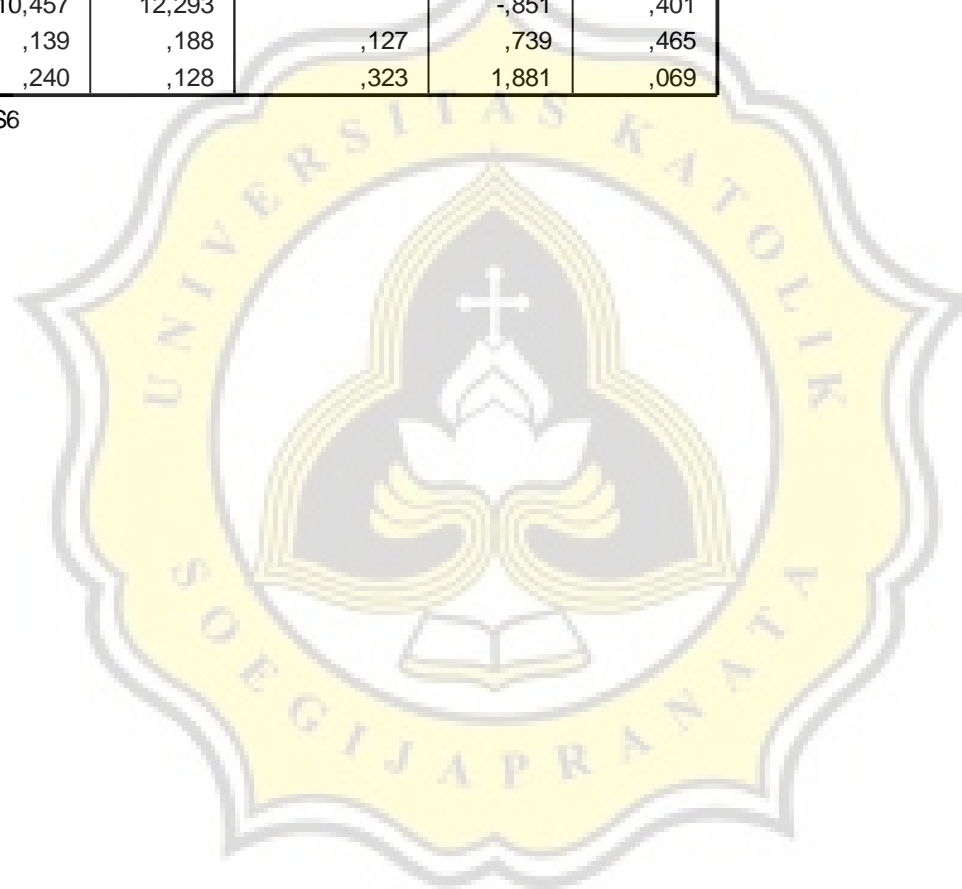 10,457 12,293 -,851 ,401
,139 ,188 ,127 ,739 ,465
,240 ,128 ,323 1,881 ,069
S6
UNIVERSITAS KATOLIK
SOEGIJAPRANATA